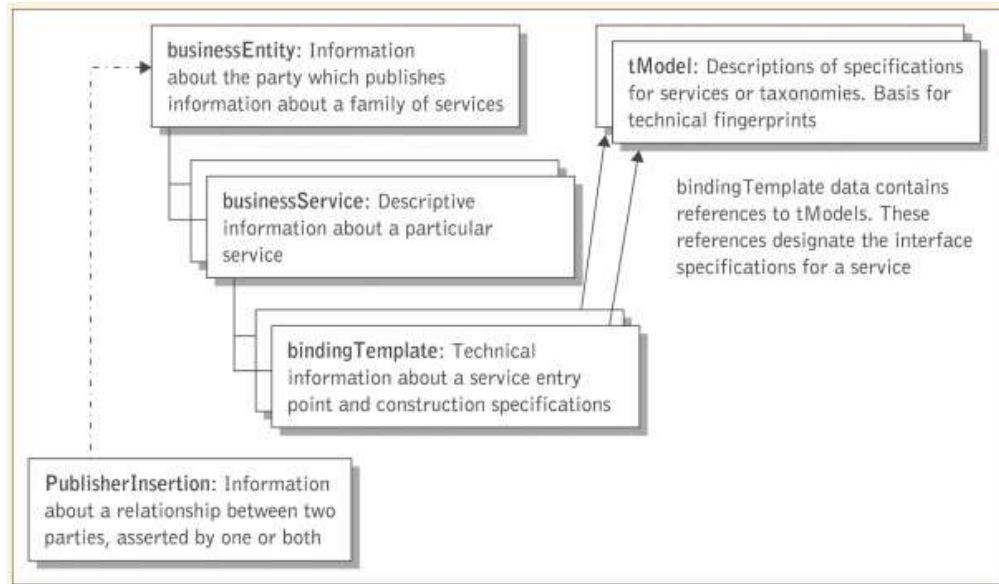 businessEntity: Information
about the party which publishes
information about a family of services
tModel: Descriptions of specifications
for services or taxonomies. Basis for
technical fingerprints
businessService: Descriptive
information about a particular
service
bindingTemplate data contains
references to tModels. These
references designate the interface
specifications for a service
bindingTemplate: Technical
information about a service entry
point and construction specifications
PublisherInsertion: Information
about a relationship between two
parties, asserted by one or both